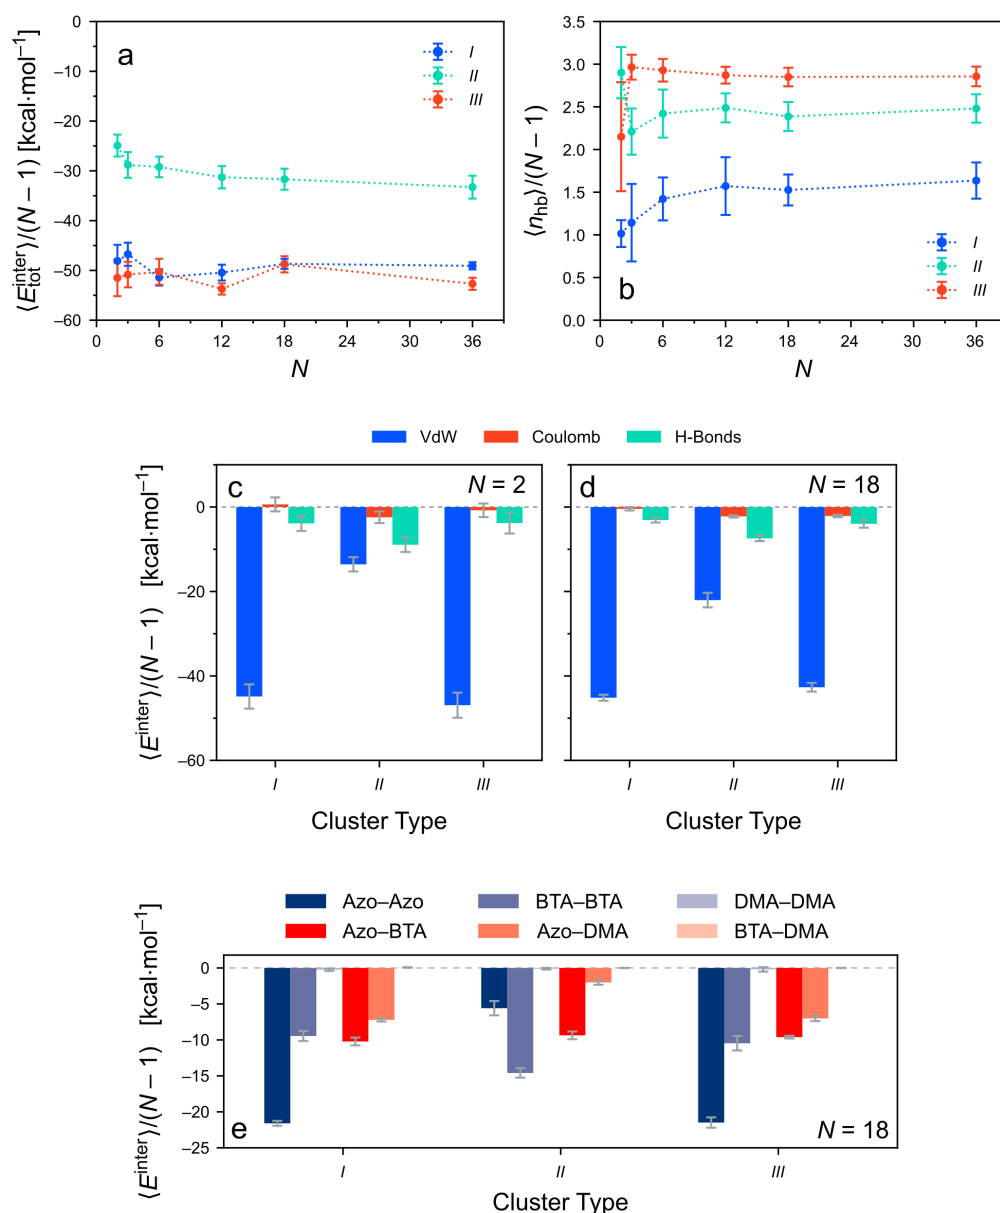 a
I
II
III
0
−10
−20
−30
−40
−50
−60
0 6 12 18 24 30 36
N
⟨E^inter_tot⟩/(N − 1) [kcal·mol⁻¹]
b
I
II
III
3.5
3.0
2.5
2.0
1.5
1.0
0.5
0.0
0 6 12 18 24 30 36
N
⟨n_hb⟩/(N − 1)
VdW Coulomb H-Bonds
c
N = 2
0
−20
−40
−60
I II III
Cluster Type
⟨E^inter⟩/(N − 1) [kcal·mol⁻¹]
d
N = 18
I II III
Cluster Type
Azo–Azo BTA–BTA DMA–DMA
Azo–BTA Azo–DMA BTA–DMA
0
−5
−10
−15
−20
−25
e
N = 18
I II III
Cluster Type
⟨E^inter⟩/(N − 1) [kcal·mol⁻¹]